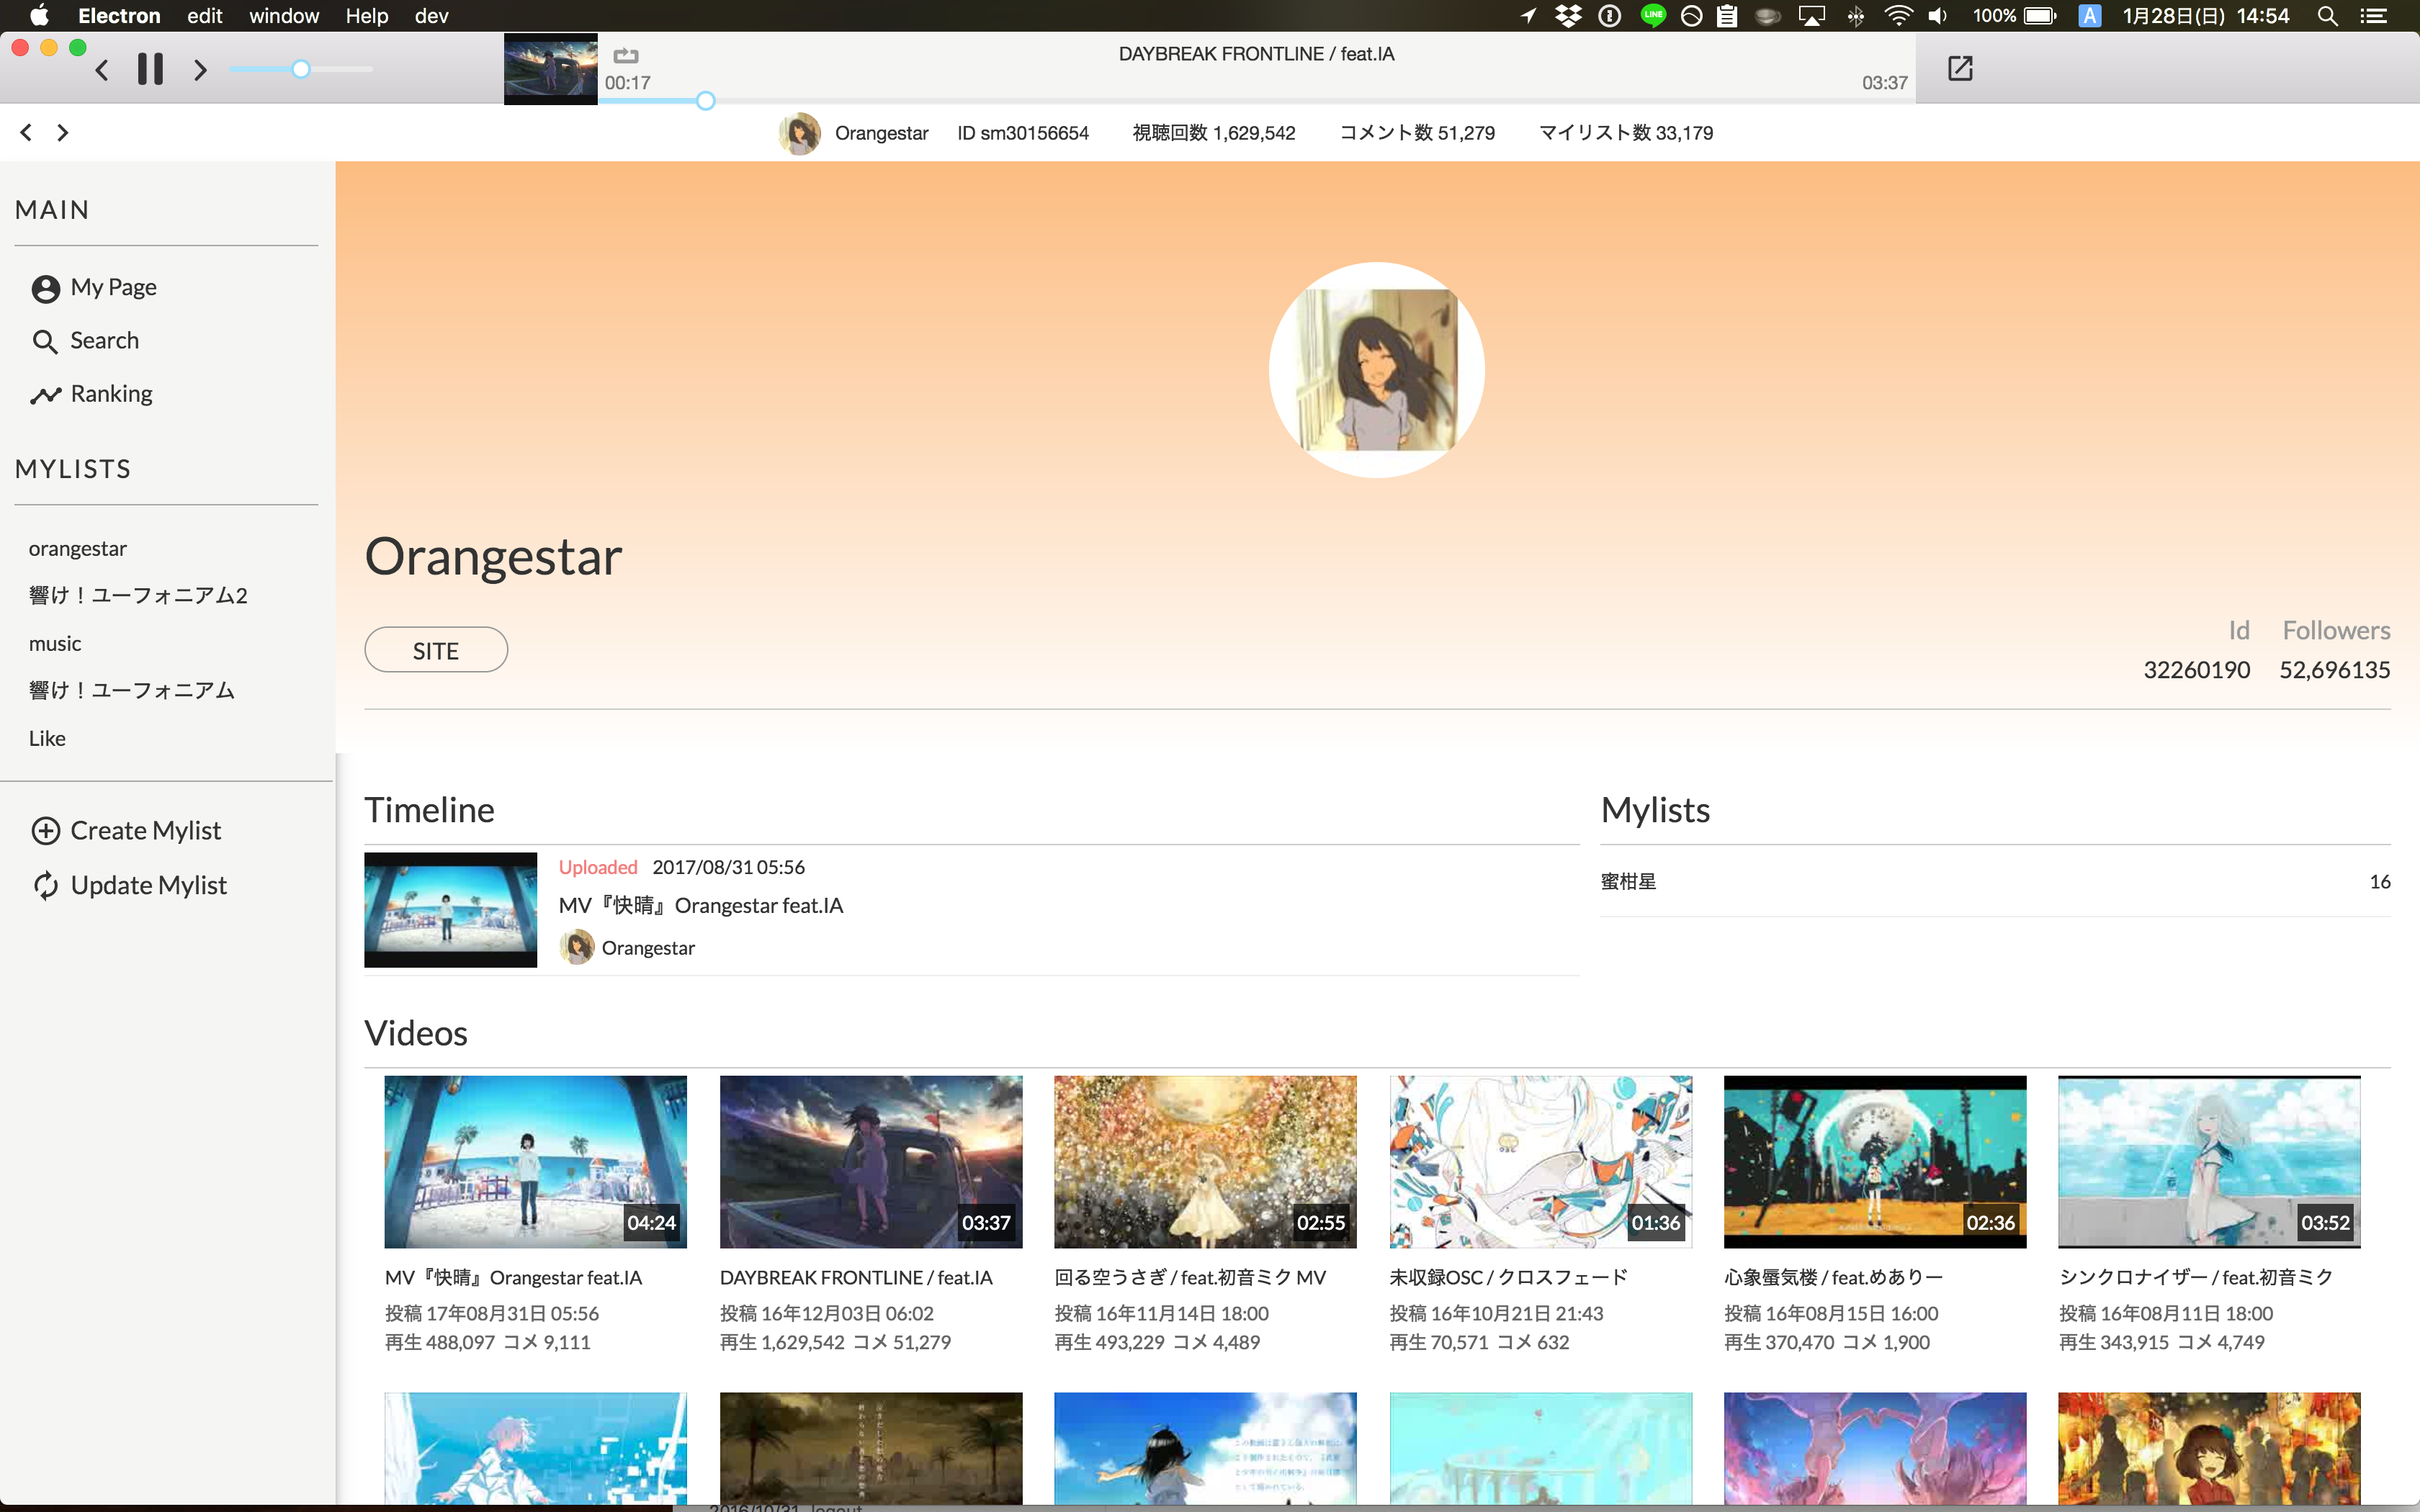 Electron edit window Help dev LINE 100% A 1月28日(日) 14:54
DAYBREAK FRONTLINE / feat.IA
00:17 03:37
Orangestar ID sm30156654 視聴回数 1,629,542 コメント数 51,279 マイリスト数 33,179
MAIN
My Page
Search
Ranking
MYLISTS
orangestar
響け！ユーフォニアム2
music
響け！ユーフォニアム
Like
Create Mylist
Update Mylist
Orangestar
SITE
Id Followers
32260190 52,696135
Timeline
Uploaded 2017/08/31 05:56
MV『快晴』Orangestar feat.IA
Orangestar
Mylists
蜜柑星 16
Videos
04:24
MV『快晴』Orangestar feat.IA
投稿 17年08月31日 05:56
再生 488,097 コメ 9,111
03:37
DAYBREAK FRONTLINE / feat.IA
投稿 16年12月03日 06:02
再生 1,629,542 コメ 51,279
02:55
回る空うさぎ / feat.初音ミク MV
投稿 16年11月14日 18:00
再生 493,229 コメ 4,489
01:36
未収録OSC / クロスフェード
投稿 16年10月21日 21:43
再生 70,571 コメ 632
02:36
心象蜃気楼 / feat.めありー
投稿 16年08月15日 16:00
再生 370,470 コメ 1,900
03:52
シンクロナイザー / feat.初音ミク
投稿 16年08月11日 18:00
再生 343,915 コメ 4,749